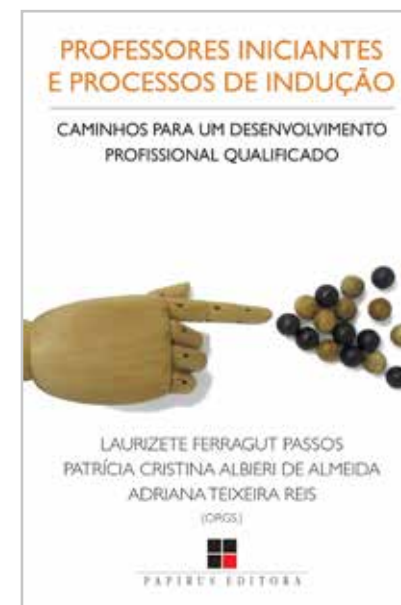 PROFESSORES INICIANTES
E PROCESSOS DE INDUÇÃO
CAMINHOS PARA UM DESENVOLVIMENTO
PROFISSIONAL QUALIFICADO
LAURIZETE FERRAGUT PASSOS
PATRÍCIA CRISTINA ALBIERI DE ALMEIDA
ADRIANA TEIXEIRA REIS
(ORGS.)
PAPIRUS EDITORA